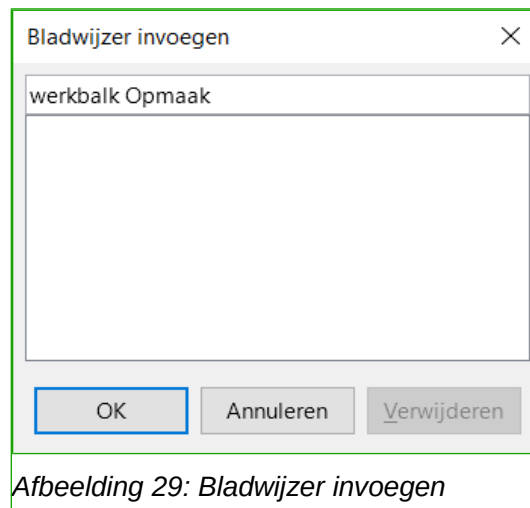 Bladwijzer invoegen
werkbalk Opmaak
OK Annuleren Verwijderen
Afbeelding 29: Bladwijzer invoegen